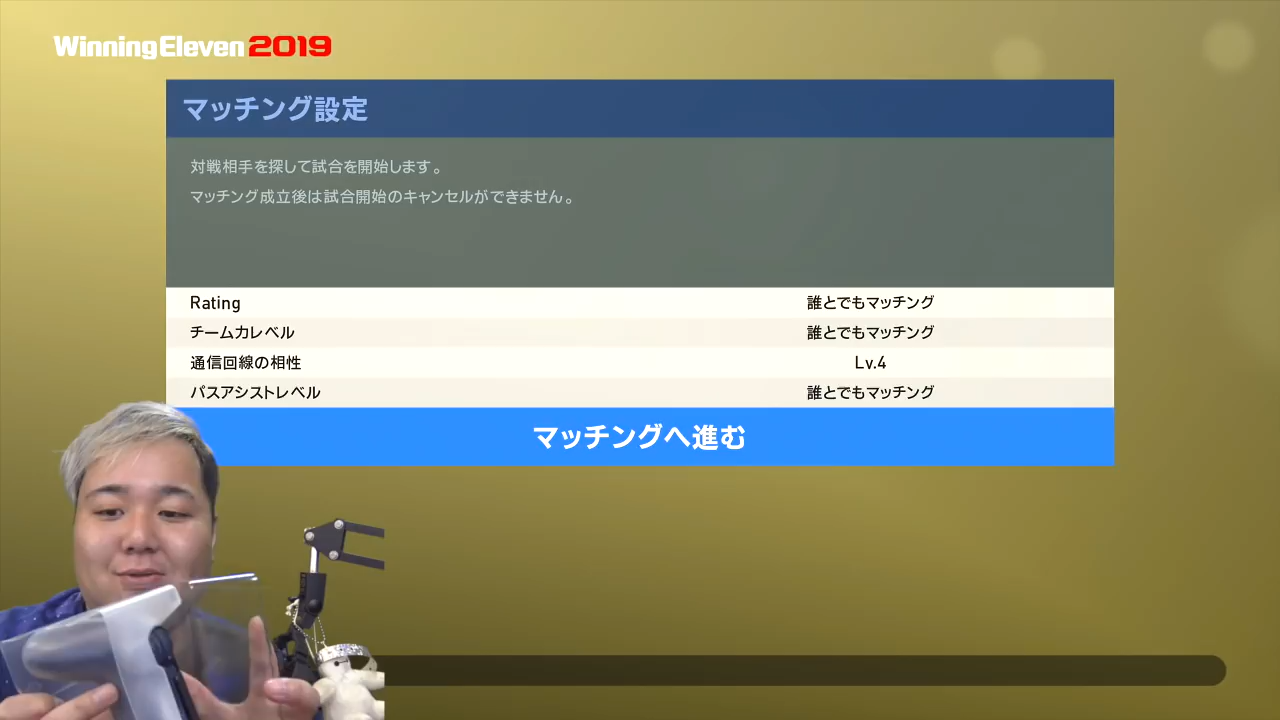 Winning Eleven 2019
マッチング設定
対戦相手を探して試合を開始します。
マッチング成立後は試合開始のキャンセルができません。
Rating 誰とでもマッチング
チーム力レベル 誰とでもマッチング
通信回線の相性 Lv.4
パスアシストレベル 誰とでもマッチング
マッチングへ進む